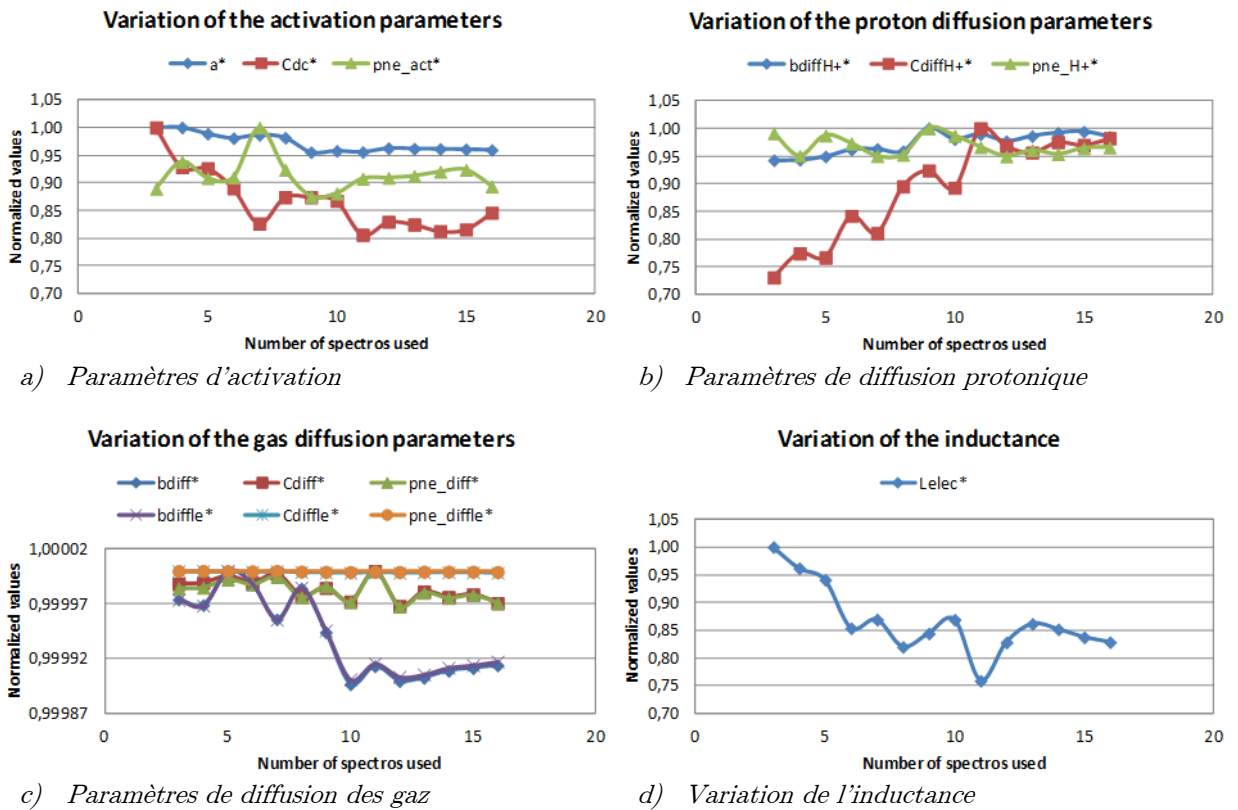 Variation of the activation parameters
a* Cdc* pne_act*
1,05
1,00
0,95
0,90
0,85
0,80
0,75
0,70
Normalized values
0 5 10 15 20
Number of spectros used
a) Paramètres d'activation
Variation of the proton diffusion parameters
bdiffH+* CdiffH+* pne_H+*
1,05
1,00
0,95
0,90
0,85
0,80
0,75
0,70
Normalized values
0 5 10 15 20
Number of spectros used
b) Paramètres de diffusion protonique
Variation of the gas diffusion parameters
bdiff* Cdiff* pne_diff*
bdiffle* Cdiffle* pne_diffle*
1,00002
0,99997
0,99992
0,99987
Normalized values
0 5 10 15 20
Number of spectros used
c) Paramètres de diffusion des gaz
Variation of the inductance
Lelec*
1,05
1,00
0,95
0,90
0,85
0,80
0,75
0,70
Normalized values
0 5 10 15 20
Number of spectros used
d) Variation de l'inductance